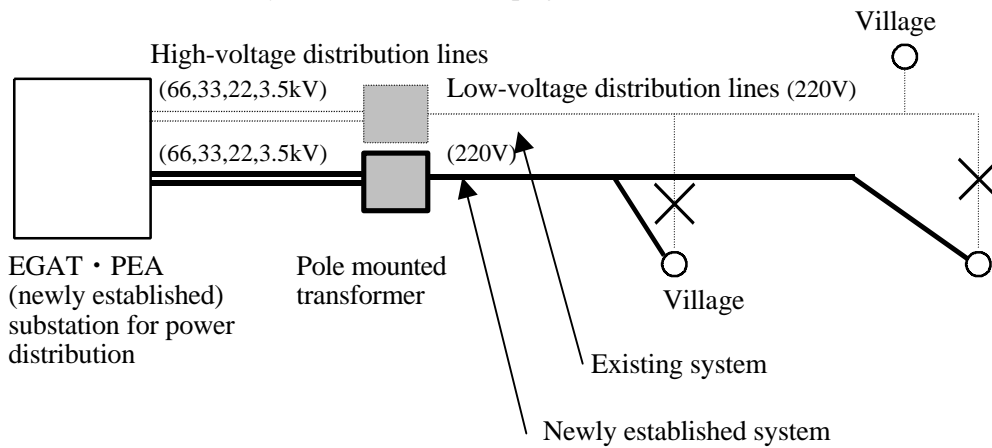 Village
High-voltage distribution lines
(66,33,22,3.5kV)
Low-voltage distribution lines (220V)
(66,33,22,3.5kV)
(220V)
EGAT・PEA
(newly established)
substation for power
distribution
Pole mounted
transformer
Village
Existing system
Newly established system